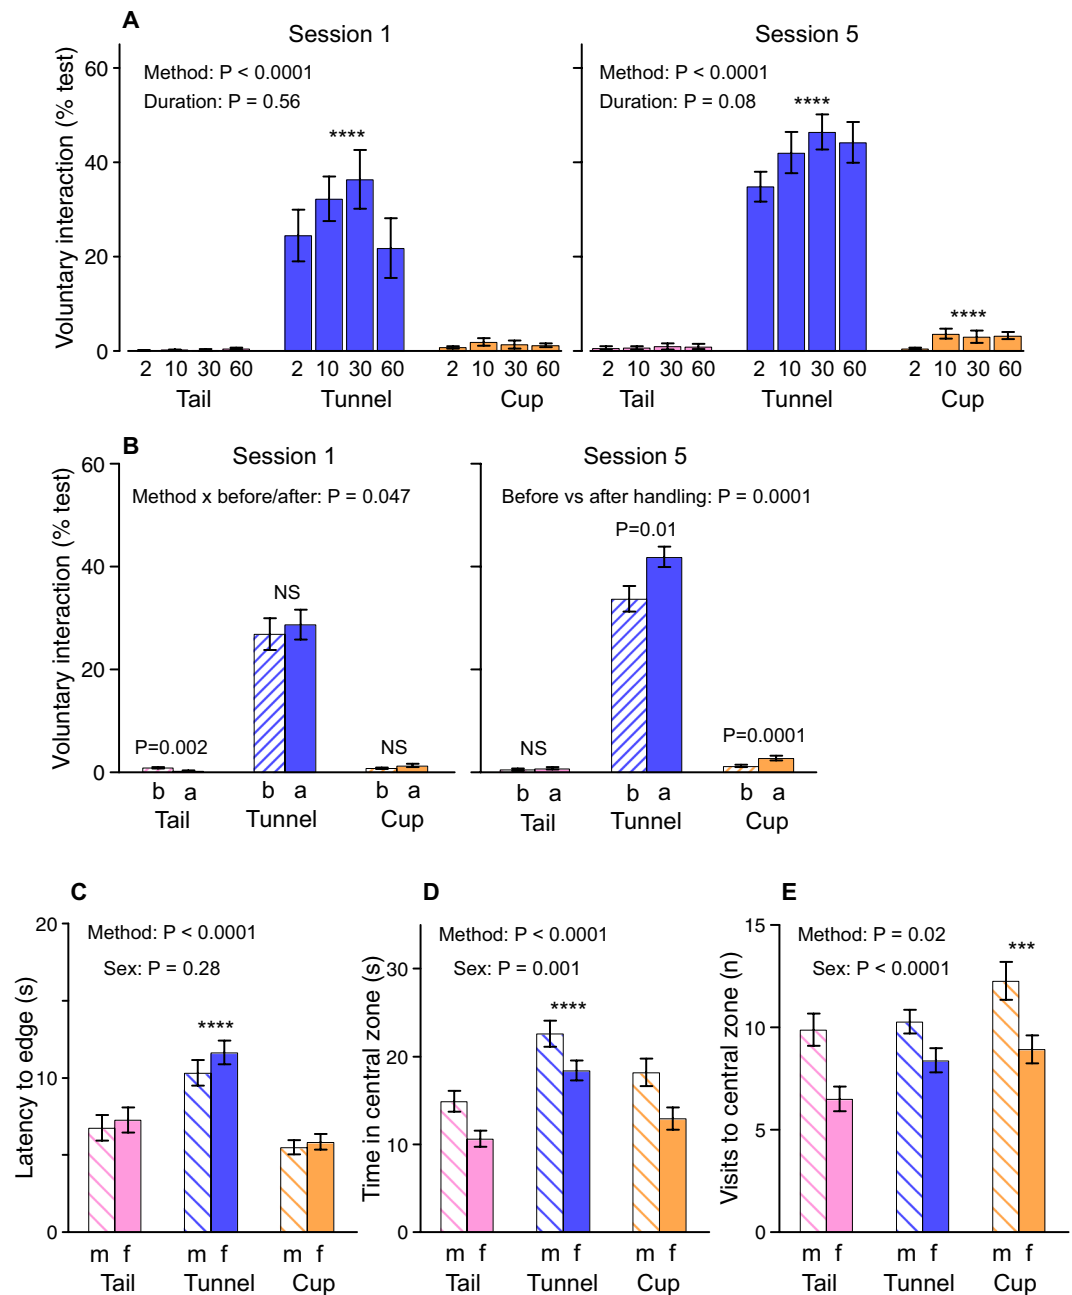 A
Session 1
Session 5
Voluntary interaction (% test)
60
40
20
0
Method: P < 0.0001
Duration: P = 0.56
****
Method: P < 0.0001
Duration: P = 0.08
****
****
2 10 30 60 2 10 30 60 2 10 30 60
Tail Tunnel Cup
2 10 30 60 2 10 30 60 2 10 30 60
Tail Tunnel Cup
B
Session 1
Session 5
Voluntary interaction (% test)
60
40
20
0
Method x before/after: P = 0.047
P=0.002
NS
NS
Before vs after handling: P = 0.0001
NS
P=0.01
P=0.0001
b a b a b a
Tail Tunnel Cup
b a b a b a
Tail Tunnel Cup
C
Latency to edge (s)
20
10
0
Method: P < 0.0001
Sex: P = 0.28
****
m f m f m f
Tail Tunnel Cup
D
Time in central zone (s)
30
20
10
0
Method: P < 0.0001
Sex: P = 0.001
****
m f m f m f
Tail Tunnel Cup
E
Visits to central zone (n)
15
10
5
0
Method: P = 0.02
Sex: P < 0.0001
***
m f m f m f
Tail Tunnel Cup